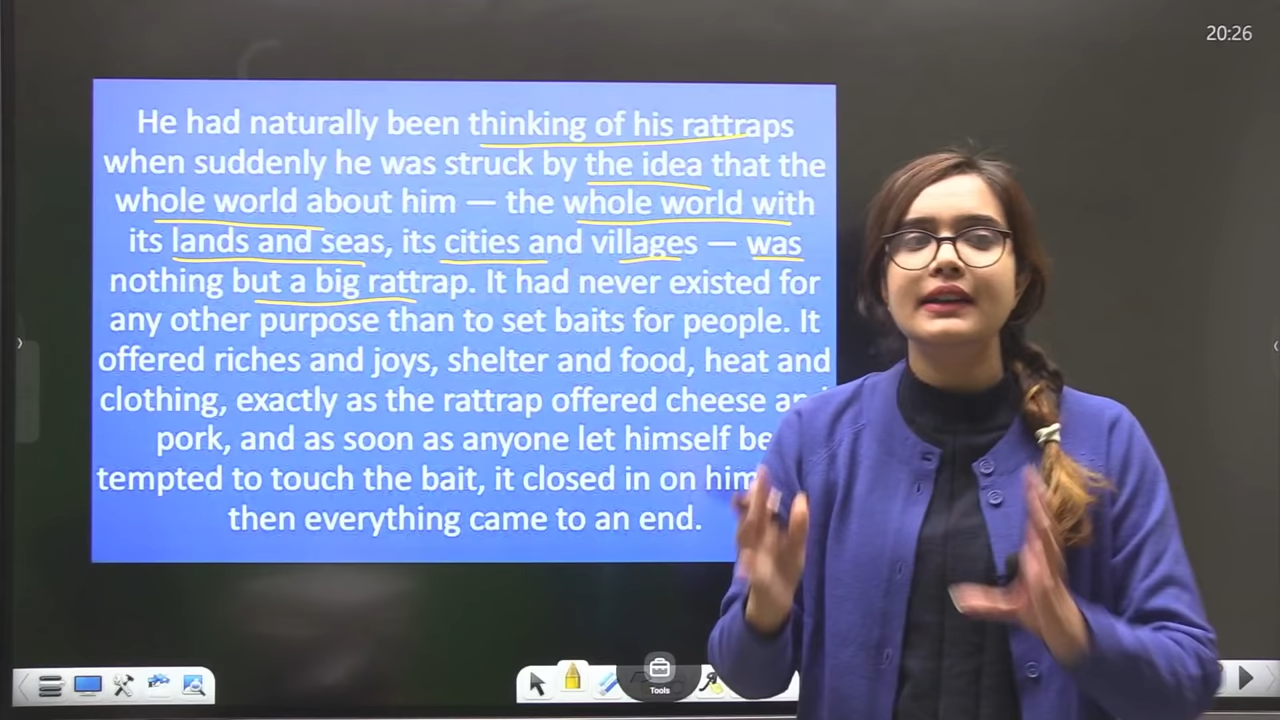 20:26
He had naturally been thinking of his rattraps
when suddenly he was struck by the idea that the
whole world about him — the whole world with
its lands and seas, its cities and villages — was
nothing but a big rattrap. It had never existed for
any other purpose than to set baits for people. It
offered riches and joys, shelter and food, heat and
clothing, exactly as the rattrap offered cheese
pork, and as soon as anyone let himself be
tempted to touch the bait, it closed in on him
then everything came to an end.
Tools